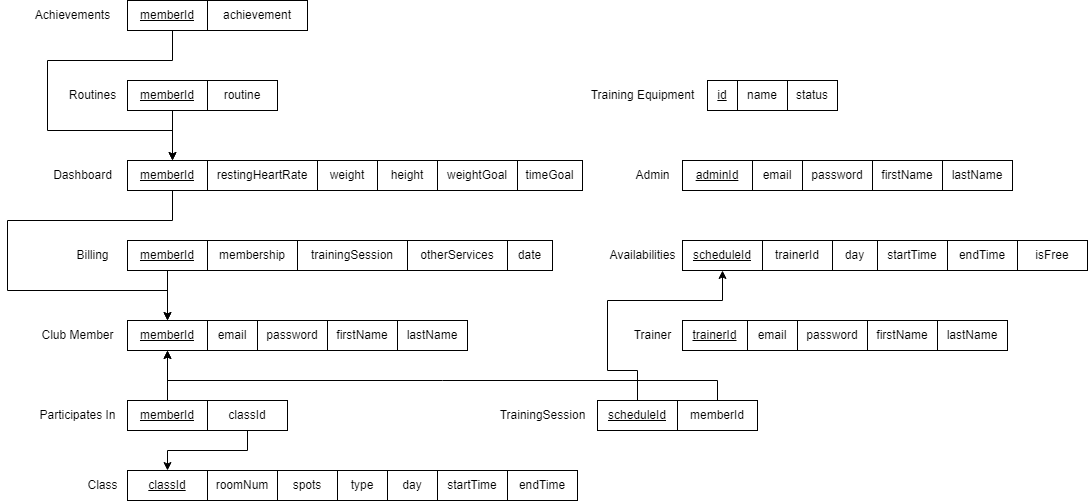 Achievements memberId achievement
Routines memberId routine
Training Equipment id name status
Dashboard memberId restingHeartRate weight height weightGoal timeGoal
Admin adminId email password firstName lastName
Billing memberId membership trainingSession otherServices date
Availabilities scheduleId trainerId day startTime endTime isFree
Club Member memberId email password firstName lastName
Trainer trainerId email password firstName lastName
Participates In memberId classId
TrainingSession scheduleId memberId
Class classId roomNum spots type day startTime endTime